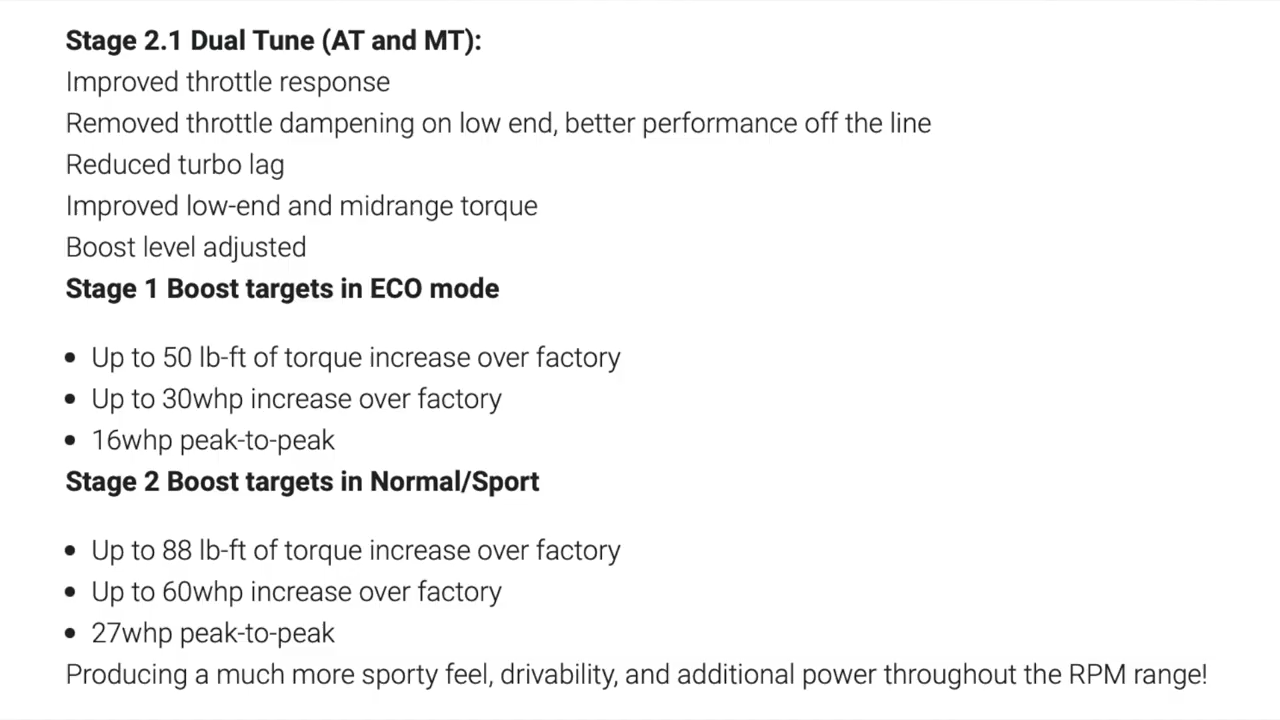 Stage 2.1 Dual Tune (AT and MT):
Improved throttle response
Removed throttle dampening on low end, better performance off the line
Reduced turbo lag
Improved low-end and midrange torque
Boost level adjusted
Stage 1 Boost targets in ECO mode
• Up to 50 lb-ft of torque increase over factory
• Up to 30whp increase over factory
• 16whp peak-to-peak
Stage 2 Boost targets in Normal/Sport
• Up to 88 lb-ft of torque increase over factory
• Up to 60whp increase over factory
• 27whp peak-to-peak
Producing a much more sporty feel, drivability, and additional power throughout the RPM range!